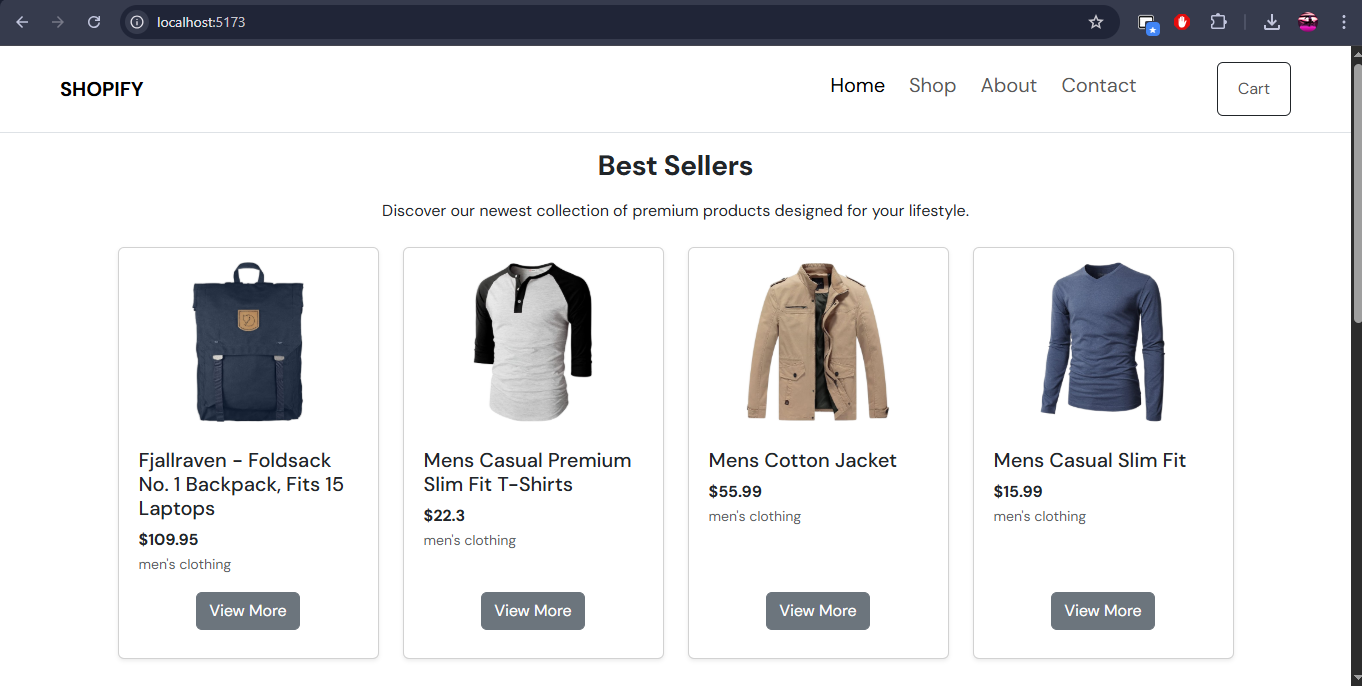 localhost:5173
SHOPIFY
Home Shop About Contact Cart
Best Sellers
Discover our newest collection of premium products designed for your lifestyle.
Fjallraven - Foldsack
No. 1 Backpack, Fits 15
Laptops
$109.95
men's clothing
View More
Mens Casual Premium
Slim Fit T-Shirts
$22.3
men's clothing
View More
Mens Cotton Jacket
$55.99
men's clothing
View More
Mens Casual Slim Fit
$15.99
men's clothing
View More